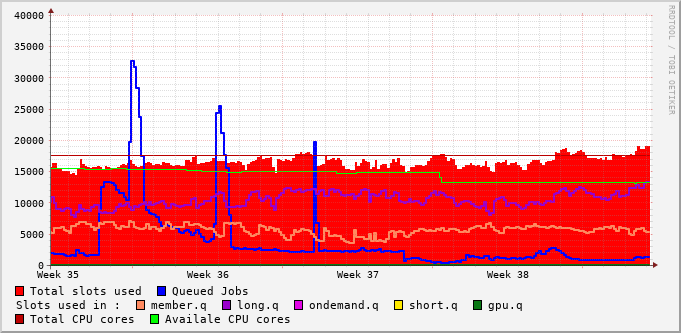 40000
35000
30000
25000
20000
15000
10000
5000
0
Week 35 Week 36 Week 37 Week 38
RRDTOOL / TOBI OETIKER
Total slots used Queued Jobs
Slots used in : member.q long.q ondemand.q short.q gpu.q
Total CPU cores Availale CPU cores